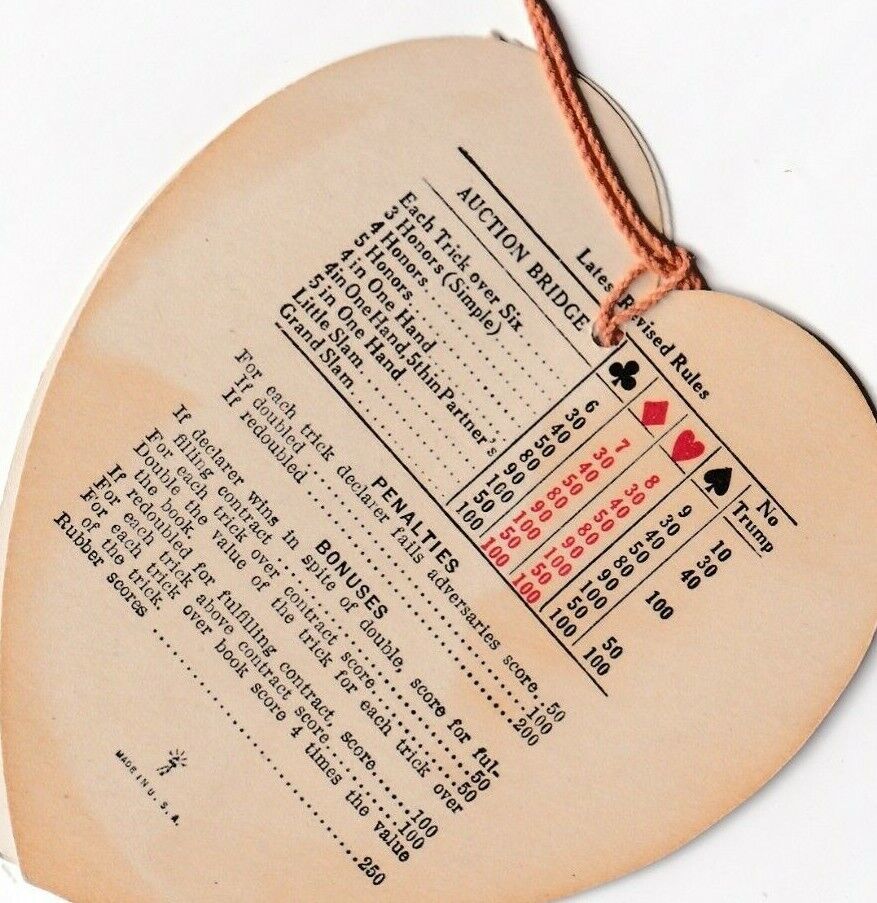 Lates Revised Rules
AUCTION BRIDGE ♣ ♦ ♥ ♠ No Trump
Each Trick over Six 6 7 8 9 10
3 Honors (Simple) 30 30 30 30 30
4 Honors 40 40 40 40 40
5 Honors 50 50 50 50
4 in One Hand 80 80 80 80 100
4 in One Hand, 5th in Partner's 90 90 90 90
5 in One Hand 100 100 100 100
Little Slam 50 50 50 50 50
Grand Slam 100 100 100 100 100
PENALTIES
For each trick declarer fails adversaries score..50
If doubled 100
If redoubled 200
BONUSES
If declarer wins in spite of double, score for ful-
filling contract 50
For each trick over contract score 50
Double the value of the trick for each trick over
the book.
If redoubled for fulfilling contract, score 100
For each trick above contract score 100
For each trick over book score 4 times the value
of the trick.
Rubber scores 250
MADE IN U. S. A.